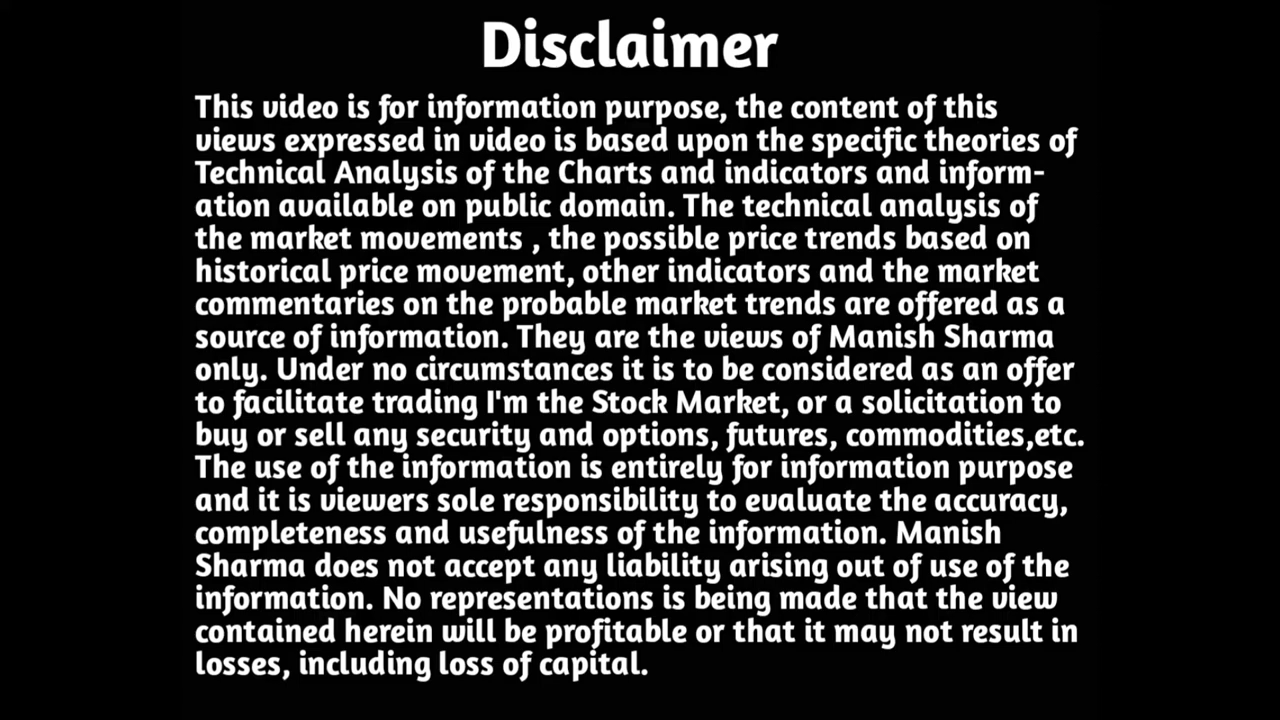 Disclaimer
This video is for information purpose, the content of this
views expressed in video is based upon the specific theories of
Technical Analysis of the Charts and indicators and inform-
ation available on public domain. The technical analysis of
the market movements , the possible price trends based on
historical price movement, other indicators and the market
commentaries on the probable market trends are offered as a
source of information. They are the views of Manish Sharma
only. Under no circumstances it is to be considered as an offer
to facilitate trading I'm the Stock Market, or a solicitation to
buy or sell any security and options, futures, commodities,etc.
The use of the information is entirely for information purpose
and it is viewers sole responsibility to evaluate the accuracy,
completeness and usefulness of the information. Manish
Sharma does not accept any liability arising out of use of the
information. No representations is being made that the view
contained herein will be profitable or that it may not result in
losses, including loss of capital.